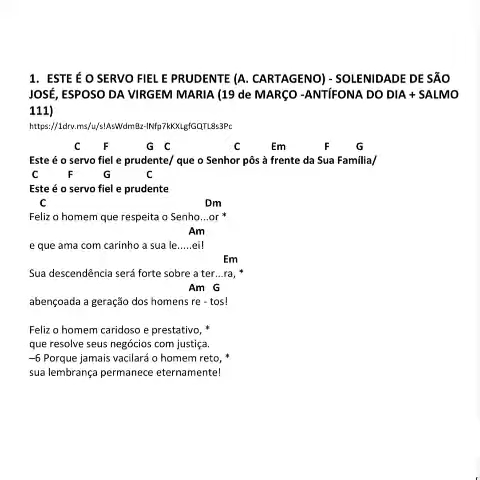 1. ESTE É O SERVO FIEL E PRUDENTE (A. CARTAGENO) - SOLENIDADE DE SÃO
JOSÉ, ESPOSO DA VIRGEM MARIA (19 de MARÇO -ANTÍFONA DO DIA + SALMO
111)
https://1drv.ms/u/s!AsWdmBz-lNfp7kKXLgfGQTL8s3Pc
C F G C C Em F G
Este é o servo fiel e prudente/ que o Senhor pôs à frente da Sua Família/
C F G C
Este é o servo fiel e prudente
C Dm
Feliz o homem que respeita o Senho...or *
Am
e que ama com carinho a sua le.....ei!
Em
Sua descendência será forte sobre a ter...ra, *
Am G
abençoada a geração dos homens re - tos!
Feliz o homem caridoso e prestativo, *
que resolve seus negócios com justiça.
–6 Porque jamais vacilará o homem reto, *
sua lembrança permanece eternamente!